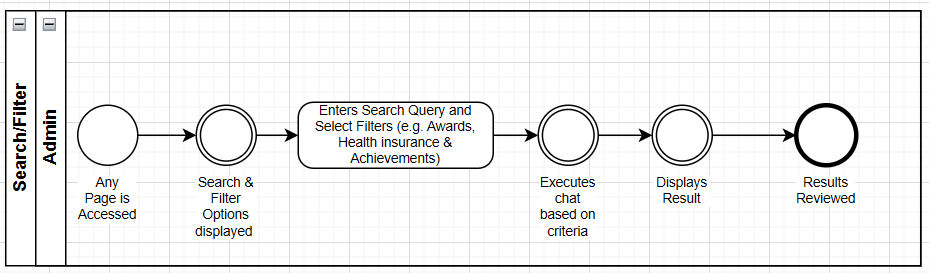 Search/Filter
Admin
Any
Page is
Accessed
Search &
Filter
Options
displayed
Enters Search Query and
Select Filters (e.g. Awards,
Health insurance &
Achievements)
Executes
chat
based on
criteria
Displays
Result
Results
Reviewed